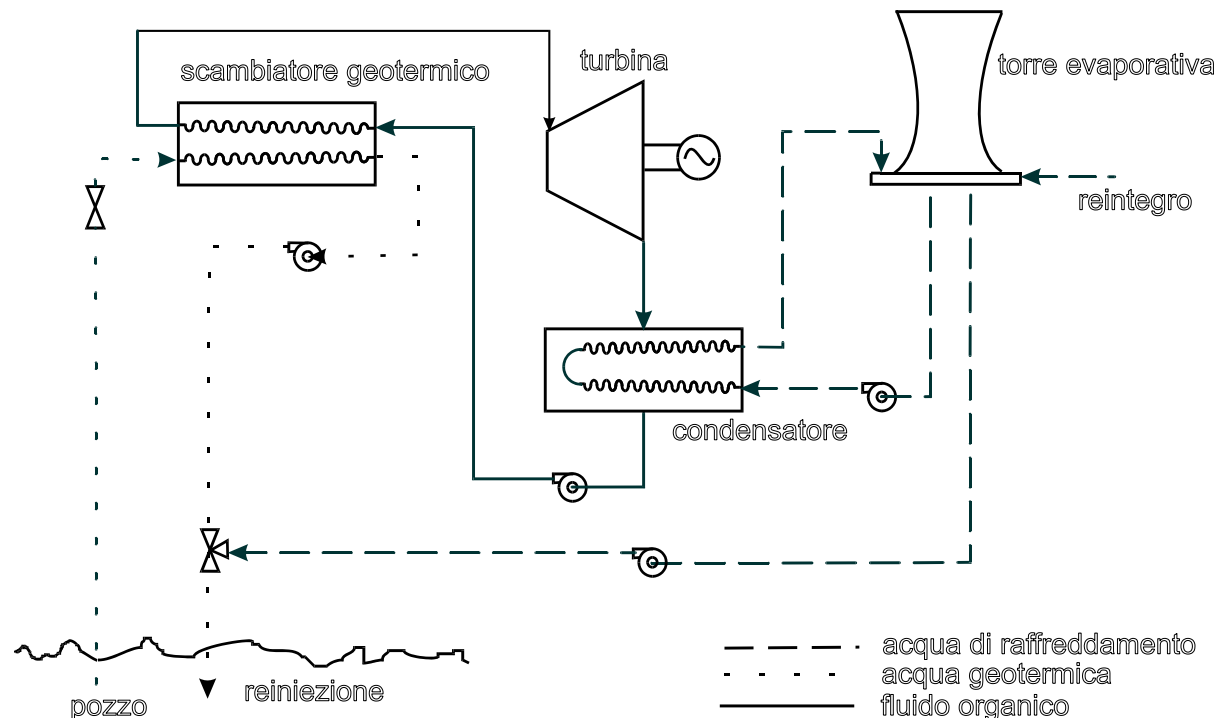 scambiatore geotermico
turbina
torre evaporativa
reintegro
condensatore
pozzo
reiniezione
acqua di raffreddamento
acqua geotermica
fluido organico